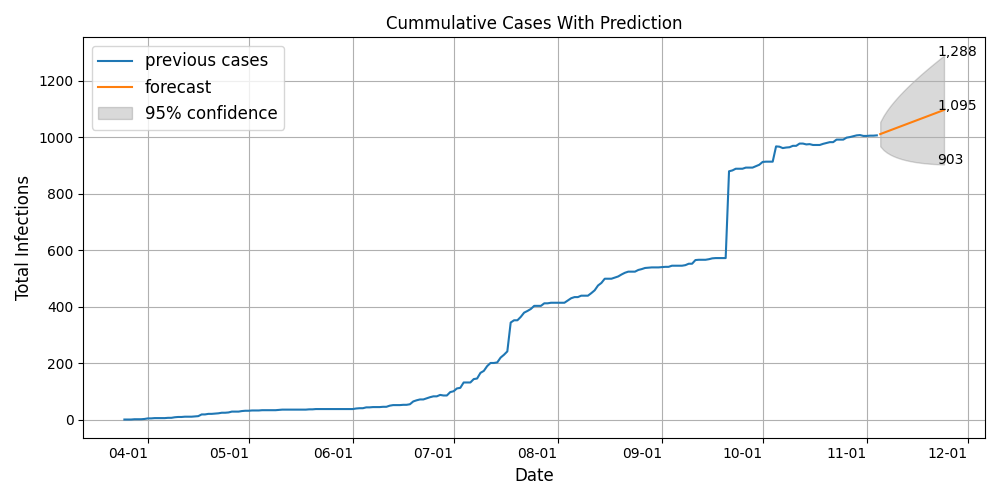 Cummulative Cases With Prediction
previous cases
forecast
95% confidence
1,288
1,095
903
1200
1000
800
600
400
200
0
Total Infections
04-01 05-01 06-01 07-01 08-01 09-01 10-01 11-01 12-01
Date